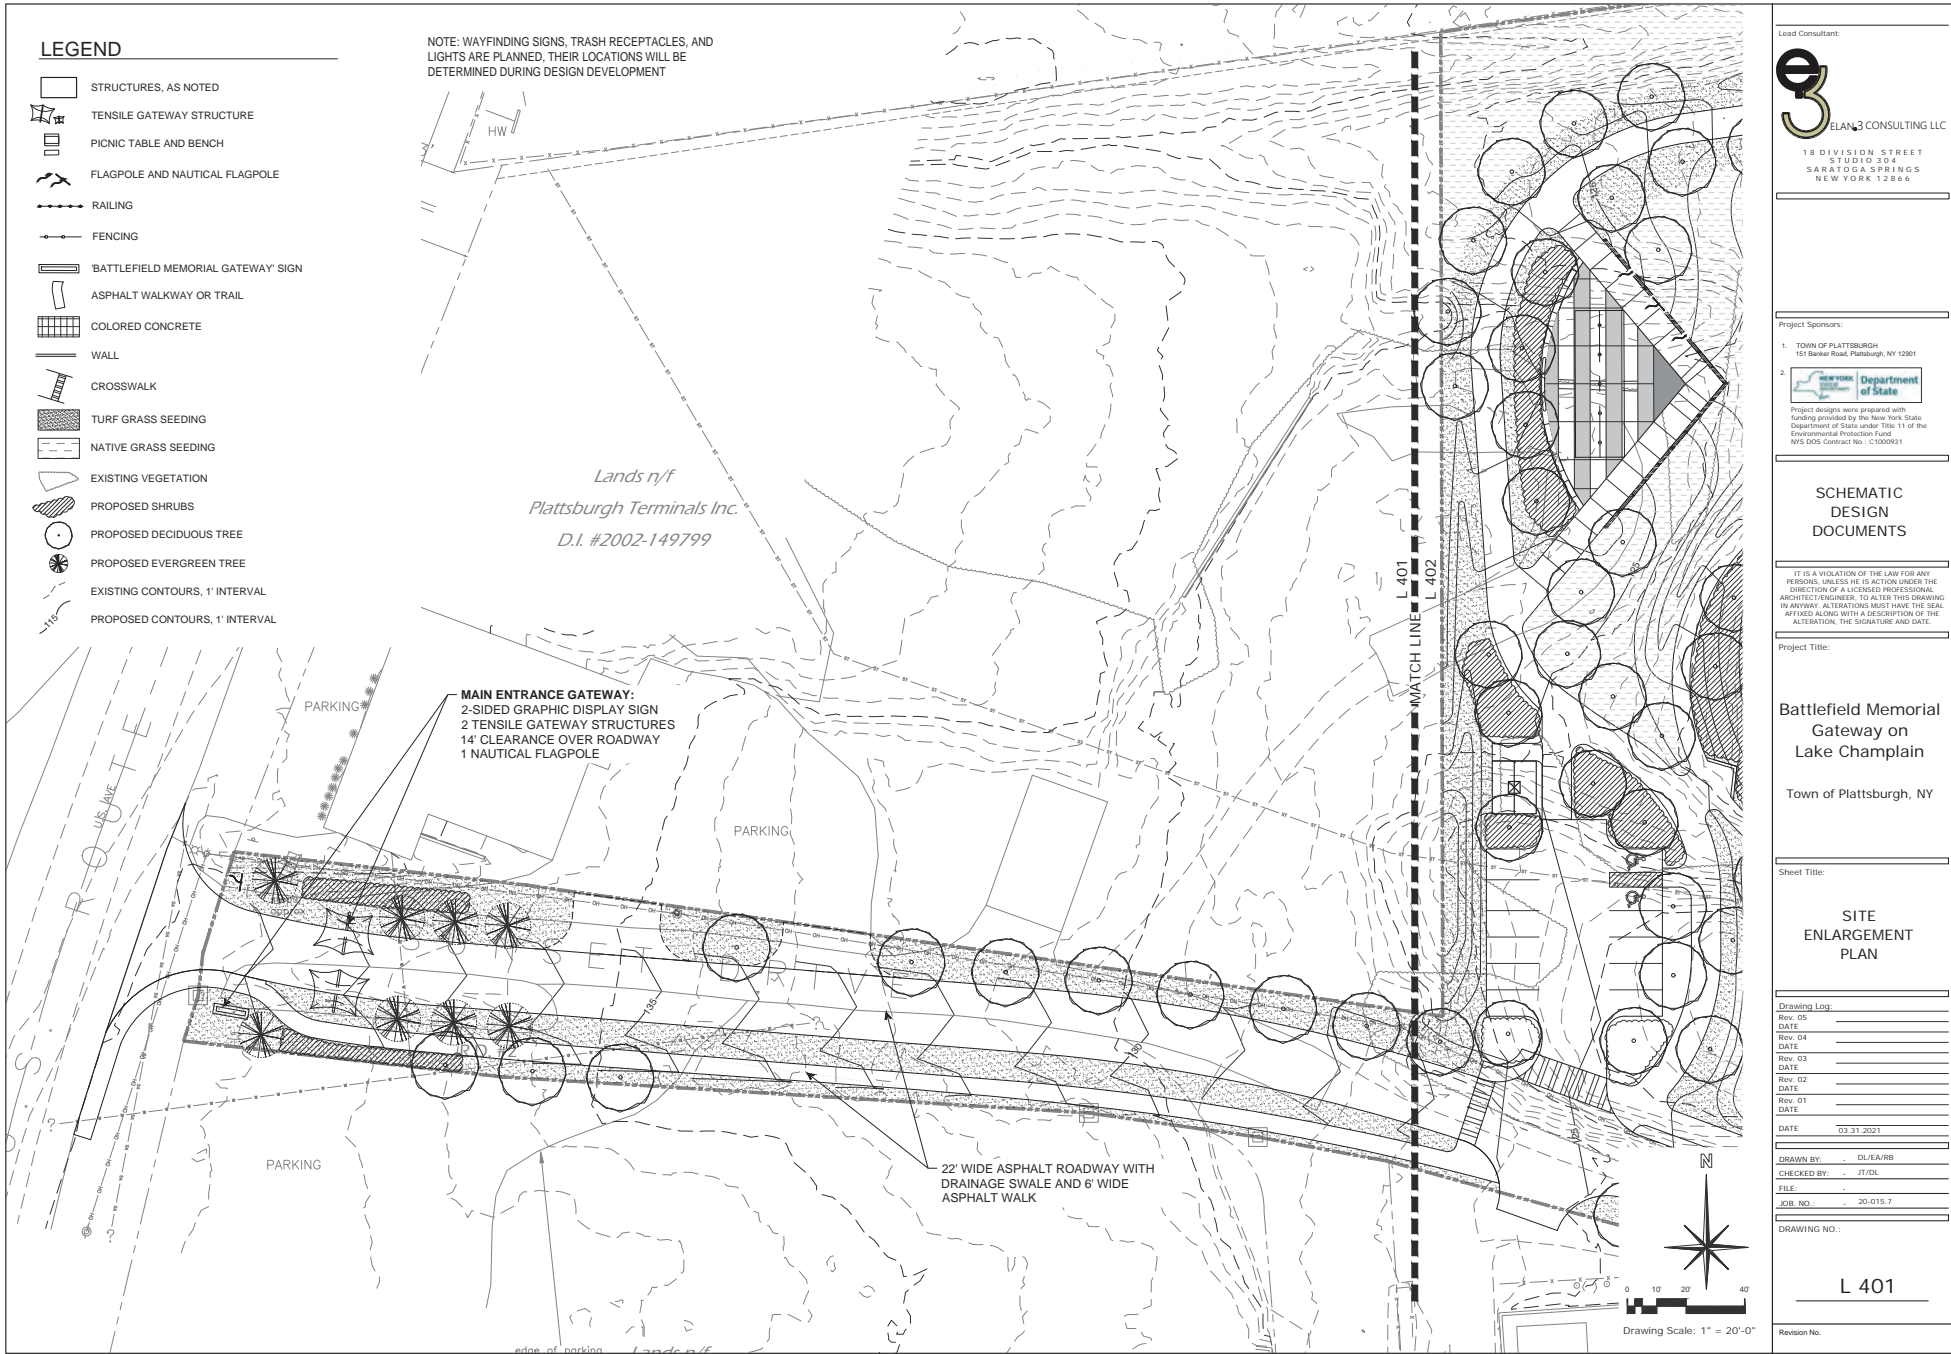 LEGEND
STRUCTURES, AS NOTED
TENSILE GATEWAY STRUCTURE
PICNIC TABLE AND BENCH
FLAGPOLE AND NAUTICAL FLAGPOLE
RAILING
FENCING
'BATTLEFIELD MEMORIAL GATEWAY' SIGN
ASPHALT WALKWAY OR TRAIL
COLORED CONCRETE
WALL
CROSSWALK
TURF GRASS SEEDING
NATIVE GRASS SEEDING
EXISTING VEGETATION
PROPOSED SHRUBS
PROPOSED DECIDUOUS TREE
PROPOSED EVERGREEN TREE
EXISTING CONTOURS, 1' INTERVAL
115
PROPOSED CONTOURS, 1' INTERVAL
NOTE: WAYFINDING SIGNS, TRASH RECEPTACLES, AND
LIGHTS ARE PLANNED, THEIR LOCATIONS WILL BE
DETERMINED DURING DESIGN DEVELOPMENT
HW
Lands n/f
Plattsburgh Terminals Inc.
D.I. #2002-149799
MAIN ENTRANCE GATEWAY:
2-SIDED GRAPHIC DISPLAY SIGN
2 TENSILE GATEWAY STRUCTURES
14' CLEARANCE OVER ROADWAY
1 NAUTICAL FLAGPOLE
PARKING
PARKING
PARKING
ROUTE
135
130
22' WIDE ASPHALT ROADWAY WITH
DRAINAGE SWALE AND 6' WIDE
ASPHALT WALK
edge of parking
Lands n/f
L 401
MATCH LINE
L 402
25
N
0 10' 20' 40'
Drawing Scale: 1" = 20'-0"
Lead Consultant:
e3
ELAN.3 CONSULTING LLC
18 DIVISION STREET
STUDIO 304
SARATOGA SPRINGS
NEW YORK 12866
Project Sponsors:
1. TOWN OF PLATTSBURGH
151 Banker Road, Plattsburgh, NY 12901
2.
NEW YORK
Department
of State
Project designs were prepared with
funding provided by the New York State
Department of State under Title 11 of the
Environmental Protection Fund
NYS DOS Contract No.: C1000931
SCHEMATIC
DESIGN
DOCUMENTS
IT IS A VIOLATION OF THE LAW FOR ANY
PERSONS, UNLESS HE IS ACTION UNDER THE
DIRECTION OF A LICENSED PROFESSIONAL
ARCHITECT/ENGINEER, TO ALTER THIS DRAWING
IN ANYWAY. ALTERATIONS MUST HAVE THE SEAL
AFFIXED ALONG WITH A DESCRIPTION OF THE
ALTERATION, THE SIGNATURE AND DATE.
Project Title:
Battlefield Memorial
Gateway on
Lake Champlain
Town of Plattsburgh, NY
Sheet Title:
SITE
ENLARGEMENT
PLAN
Drawing Log:
Rev. 05
DATE
Rev. 04
DATE
Rev. 03
DATE
Rev. 02
DATE
Rev. 01
DATE
DATE 03.31.2021
DRAWN BY: - DL/EA/RB
CHECKED BY: - JT/DL
FILE: -
JOB. NO.: - 20-015.7
DRAWING NO.:
L 401
Revision No.